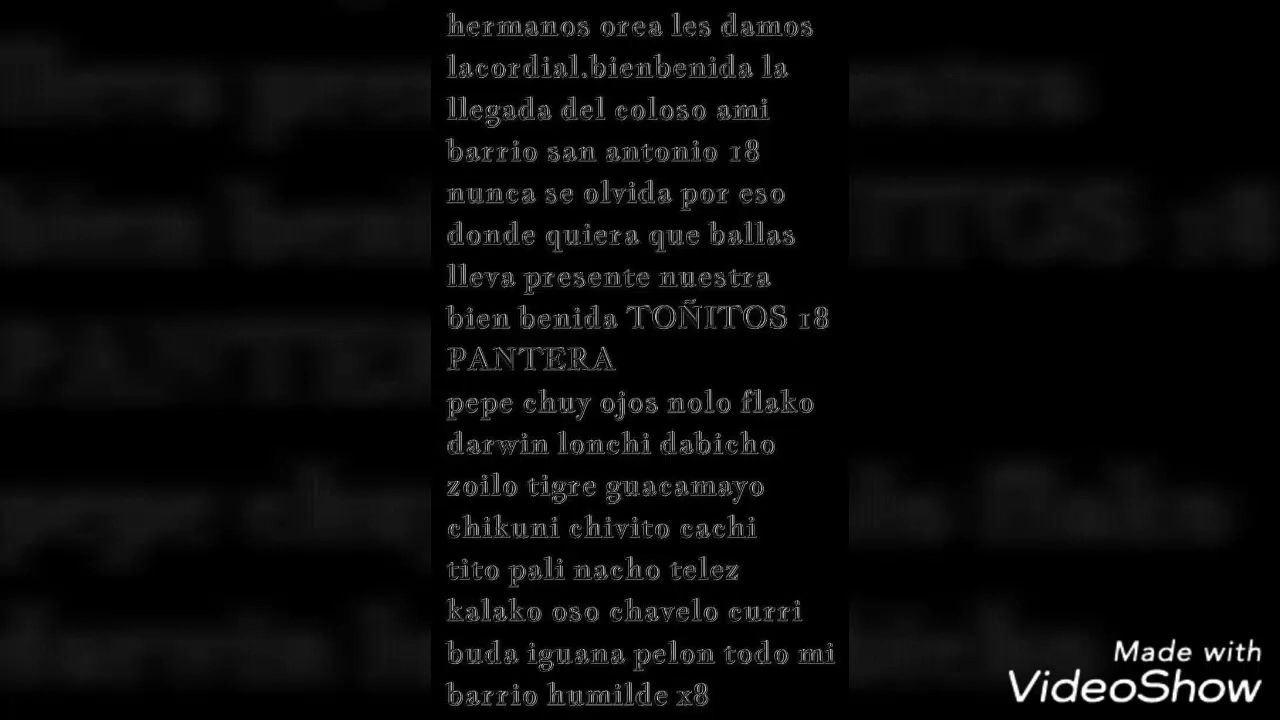 hermanos orea les damos
lacordial.bienbenida la
llegada del coloso ami
barrio san antonio 18
nunca se olvida por eso
donde quiera que ballas
lleva presente nuestra
bien benida TOÑITOS 18
PANTERA
pepe chuy ojos nolo flako
darwin lonchi dabicho
zoilo tigre guacamayo
chikuni chivito cachi
tito pali nacho telez
kalako oso chavelo curri
buda iguana pelon todo mi
barrio humilde x8
Made with
VideoShow